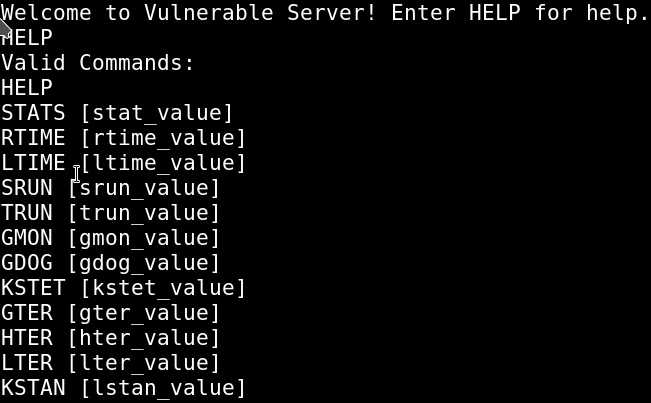 Welcome to Vulnerable Server! Enter HELP for help.
HELP
Valid Commands:
HELP
STATS [stat_value]
RTIME [rtime_value]
LTIME [ltime_value]
SRUN [srun_value]
TRUN [trun_value]
GMON [gmon_value]
GDOG [gdog_value]
KSTET [kstet_value]
GTER [gter_value]
HTER [hter_value]
LTER [lter_value]
KSTAN [lstan_value]